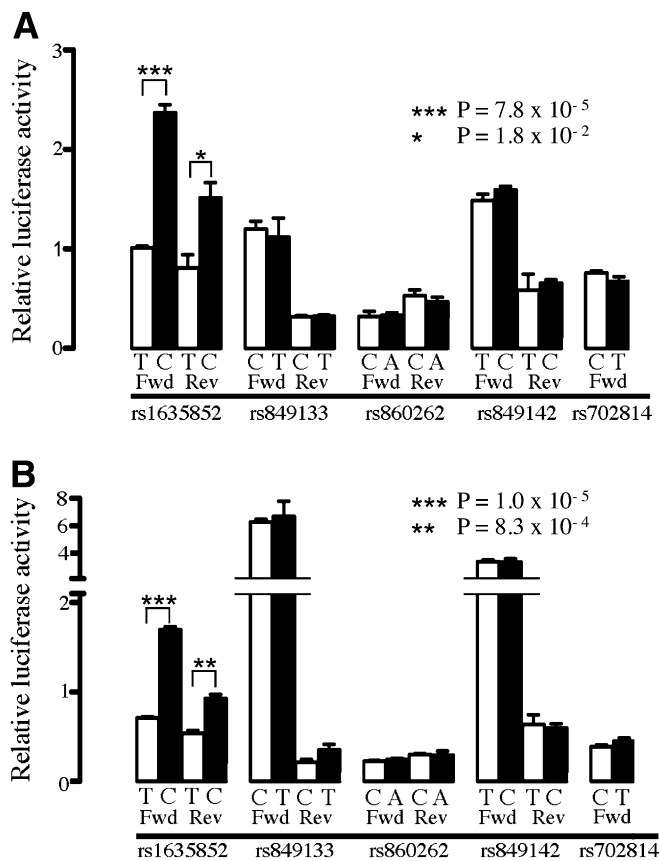 A
Relative luciferase activity
3
2
1
0
***
*
*** P = 7.8 x 10⁻⁵
* P = 1.8 x 10⁻²
T C T C C T C T C A C A T C T C C T
Fwd Rev Fwd Rev Fwd Rev Fwd Rev Fwd
rs1635852 rs849133 rs860262 rs849142 rs702814
B
Relative luciferase activity
8
6
4
2
1
0
***
**
*** P = 1.0 x 10⁻⁵
** P = 8.3 x 10⁻⁴
T C T C C T C T C A C A T C T C C T
Fwd Rev Fwd Rev Fwd Rev Fwd Rev Fwd
rs1635852 rs849133 rs860262 rs849142 rs702814